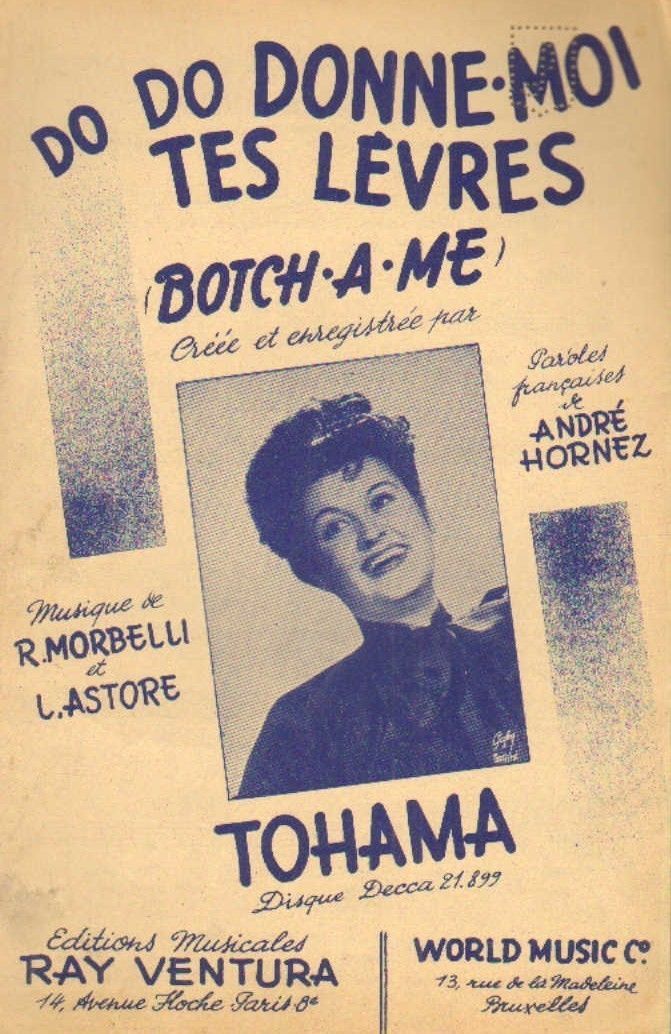 DO DO DONNE·MOI
TES LÈVRES
(BOTCH·A·ME)
Créée et enregistrée par
Paroles
françaises
de
ANDRÉ
HORNEZ
Musique de
R. MORBELLI
et
L. ASTORE
TOHAMA
Disque Decca 21.899
Editions Musicales
RAY VENTURA
14, Avenue Hoche Paris 8e
WORLD MUSIC Co.
13, rue de la Madeleine
Bruxelles